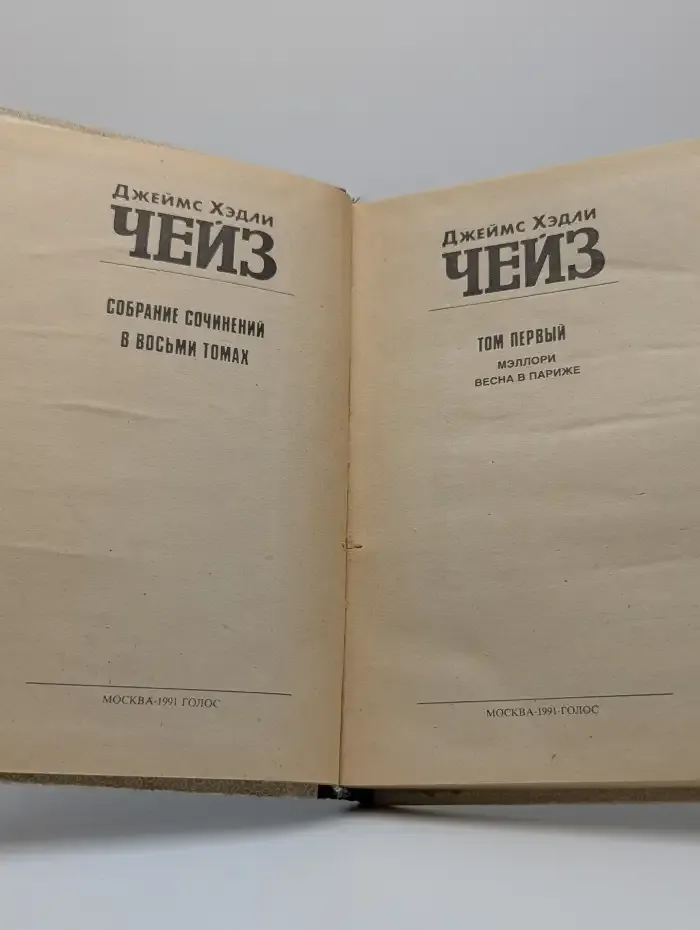 Джеймс Хэдли
ЧЕЙЗ
СОБРАНИЕ СОЧИНЕНИЙ
В ВОСЬМИ ТОМАХ
МОСКВА·1991 ГОЛОС
Джеймс Хэдли
ЧЕЙЗ
ТОМ ПЕРВЫЙ
МЭЛЛОРИ
ВЕСНА В ПАРИЖЕ
МОСКВА·1991·ГОЛОС